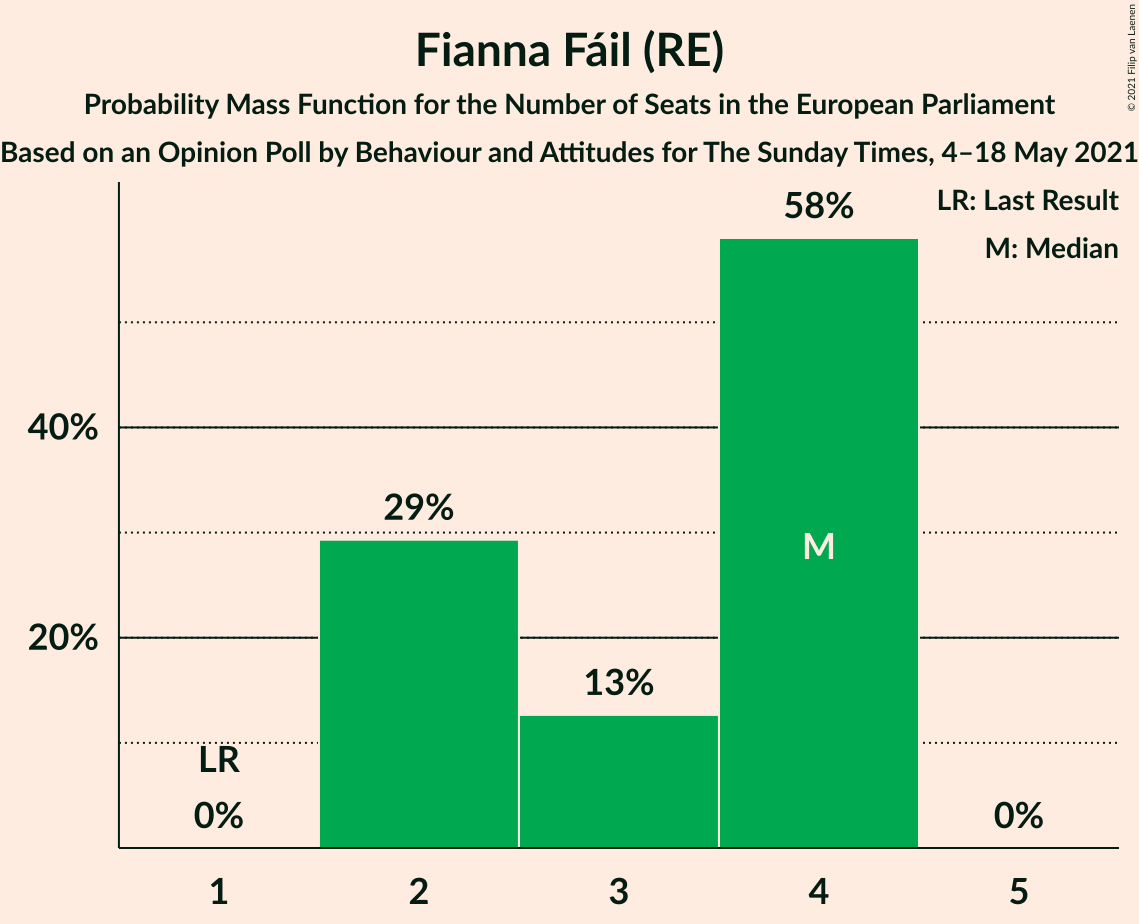 Fianna Fáil (RE)
Probability Mass Function for the Number of Seats in the European Parliament
Based on an Opinion Poll by Behaviour and Attitudes for The Sunday Times, 4–18 May 2021
© 2021 Filip van Laenen
LR: Last Result
M: Median
58%
40%
29%
M
20%
13%
LR
0%
0%
1 2 3 4 5